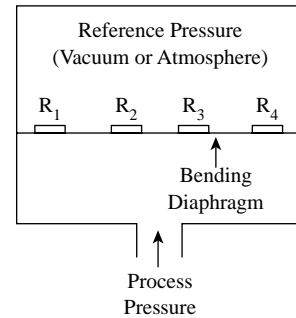 Reference Pressure
(Vacuum or Atmosphere)
R1 R2 R3 R4
Bending
Diaphragm
Process
Pressure